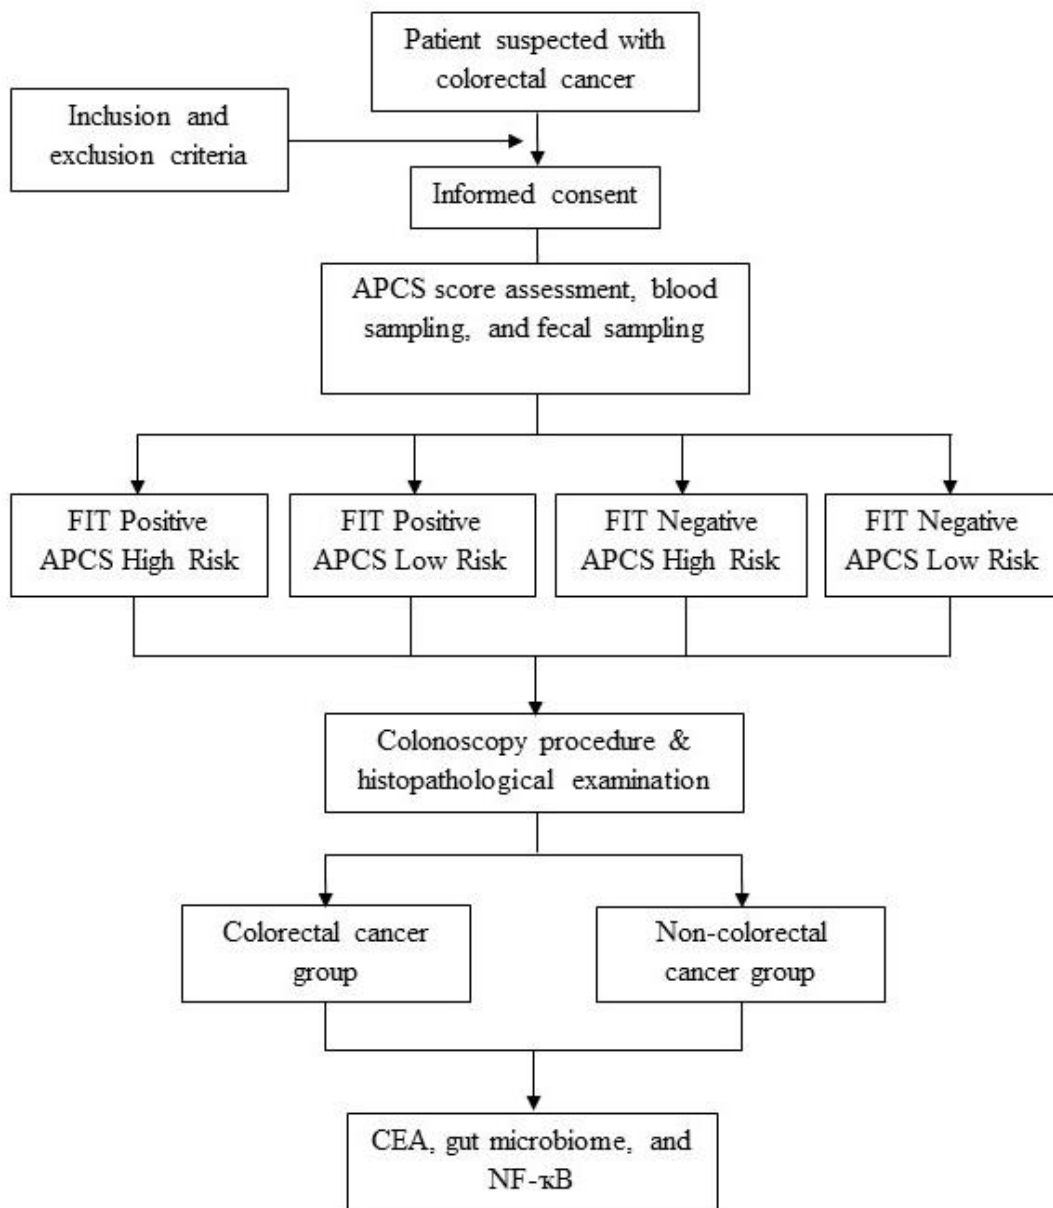 Patient suspected with
colorectal cancer
Inclusion and
exclusion criteria
Informed consent
APCS score assessment, blood
sampling, and fecal sampling
FIT Positive
APCS High Risk
FIT Positive
APCS Low Risk
FIT Negative
APCS High Risk
FIT Negative
APCS Low Risk
Colonoscopy procedure &
histopathological examination
Colorectal cancer
group
Non-colorectal
cancer group
CEA, gut microbiome, and
NF-κB